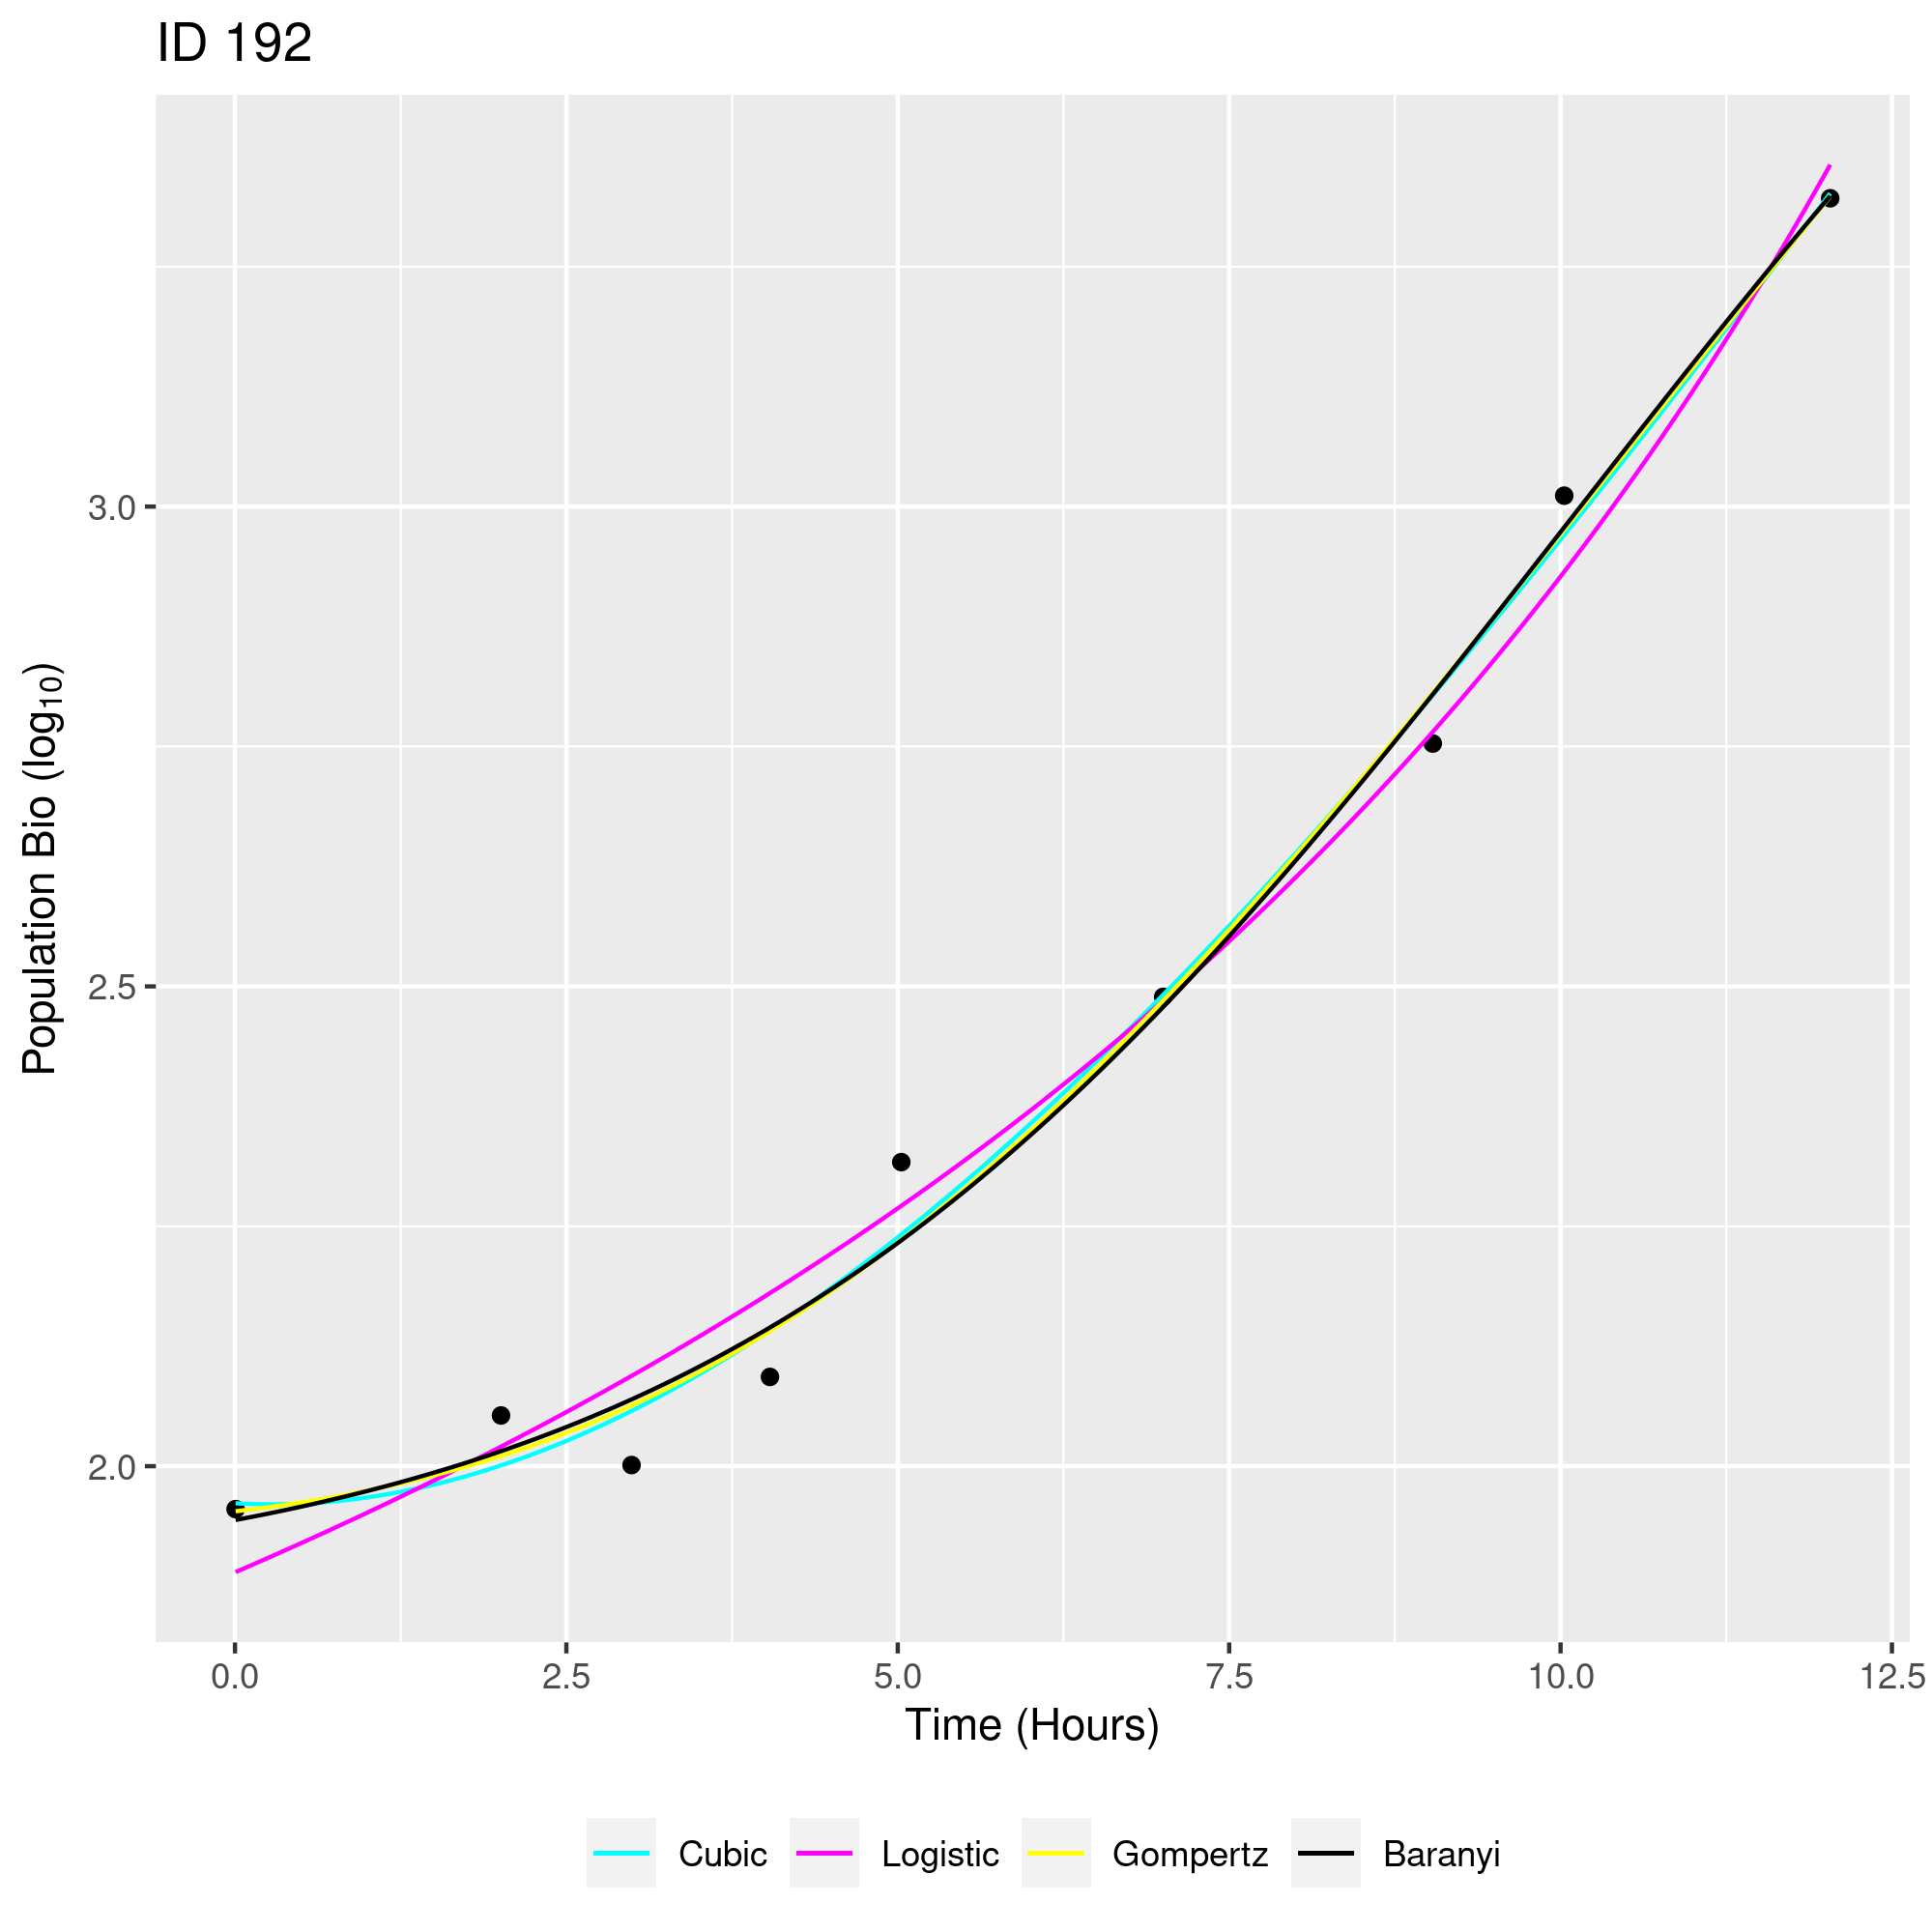 ID 192
Population Bio (log₁₀)
3.0
2.5
2.0
0.0 2.5 5.0 7.5 10.0 12.5
Time (Hours)
Cubic Logistic Gompertz Baranyi